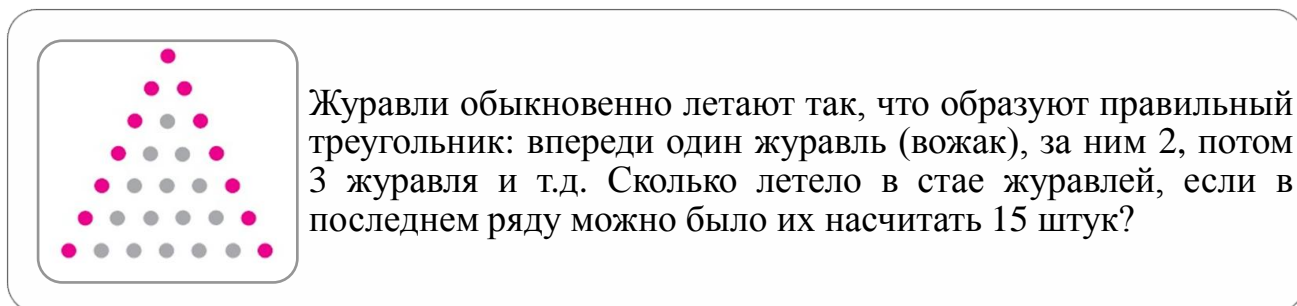 Журавли обыкновенно летают так, что образуют правильный
треугольник: впереди один журавль (вожак), за ним 2, потом
3 журавля и т.д. Сколько летело в стае журавлей, если в
последнем ряду можно было их насчитать 15 штук?